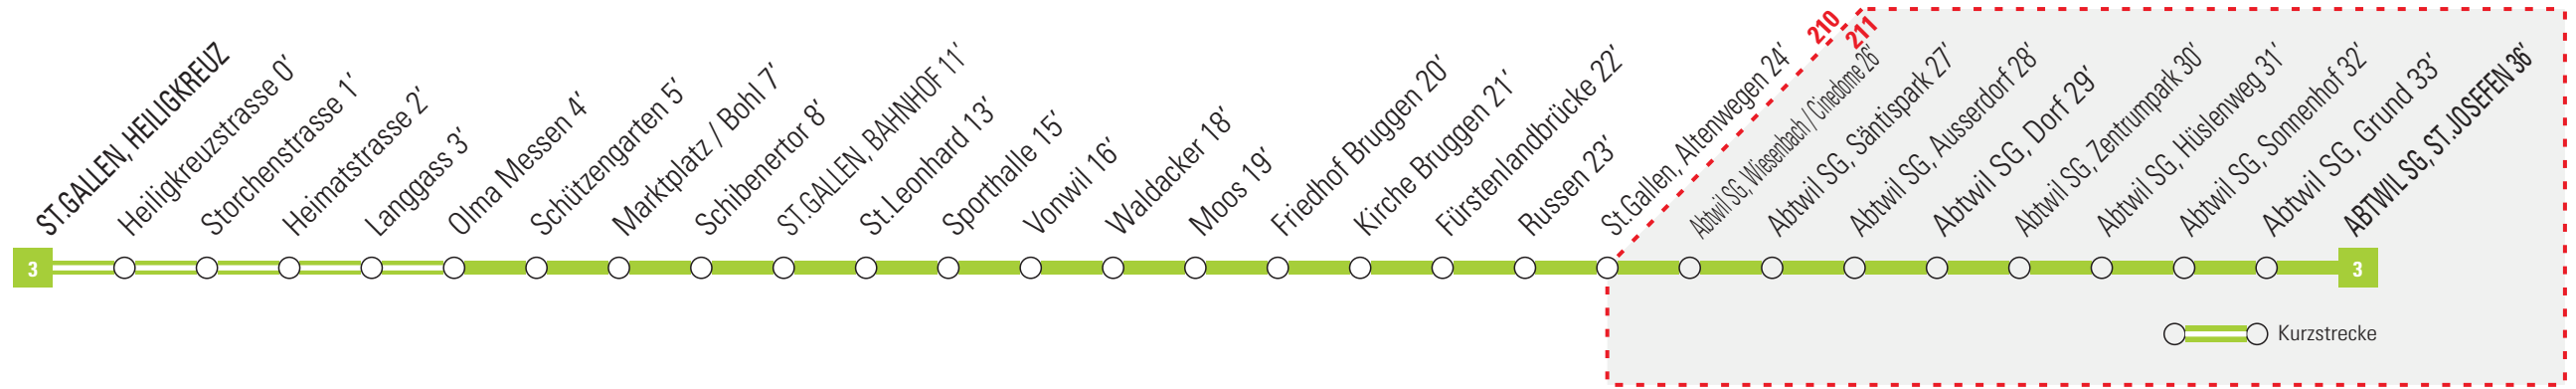 ST.GALLEN, HEILIGKREUZ
Heiligkreuzstrasse 0'
Storchenstrasse 1'
Heimatstrasse 2'
Langgass 3'
Olma Messen 4'
Schützengarten 5'
Marktplatz / Bohl 7'
Schibenertor 8'
ST.GALLEN, BAHNHOF 11'
St.Leonhard 13'
Sporthalle 15'
Vonwil 16'
Waldacker 18'
Moos 19'
Friedhof Bruggen 20'
Kirche Bruggen 21'
Fürstenlandbrücke 22'
Russen 23'
St.Gallen, Altenwegen 24'
210
211
Abtwil SG, Wiesenbach / Cinedome 26'
Abtwil SG, Säntispark 27'
Abtwil SG, Ausserdorf 28'
Abtwil SG, Dorf 29'
Abtwil SG, Zentrumpark 30'
Abtwil SG, Hüslenweg 31'
Abtwil SG, Sonnenhof 32'
Abtwil SG, Grund 33'
ABTWIL SG, ST.JOSEFEN 36'
3
3
Kurzstrecke